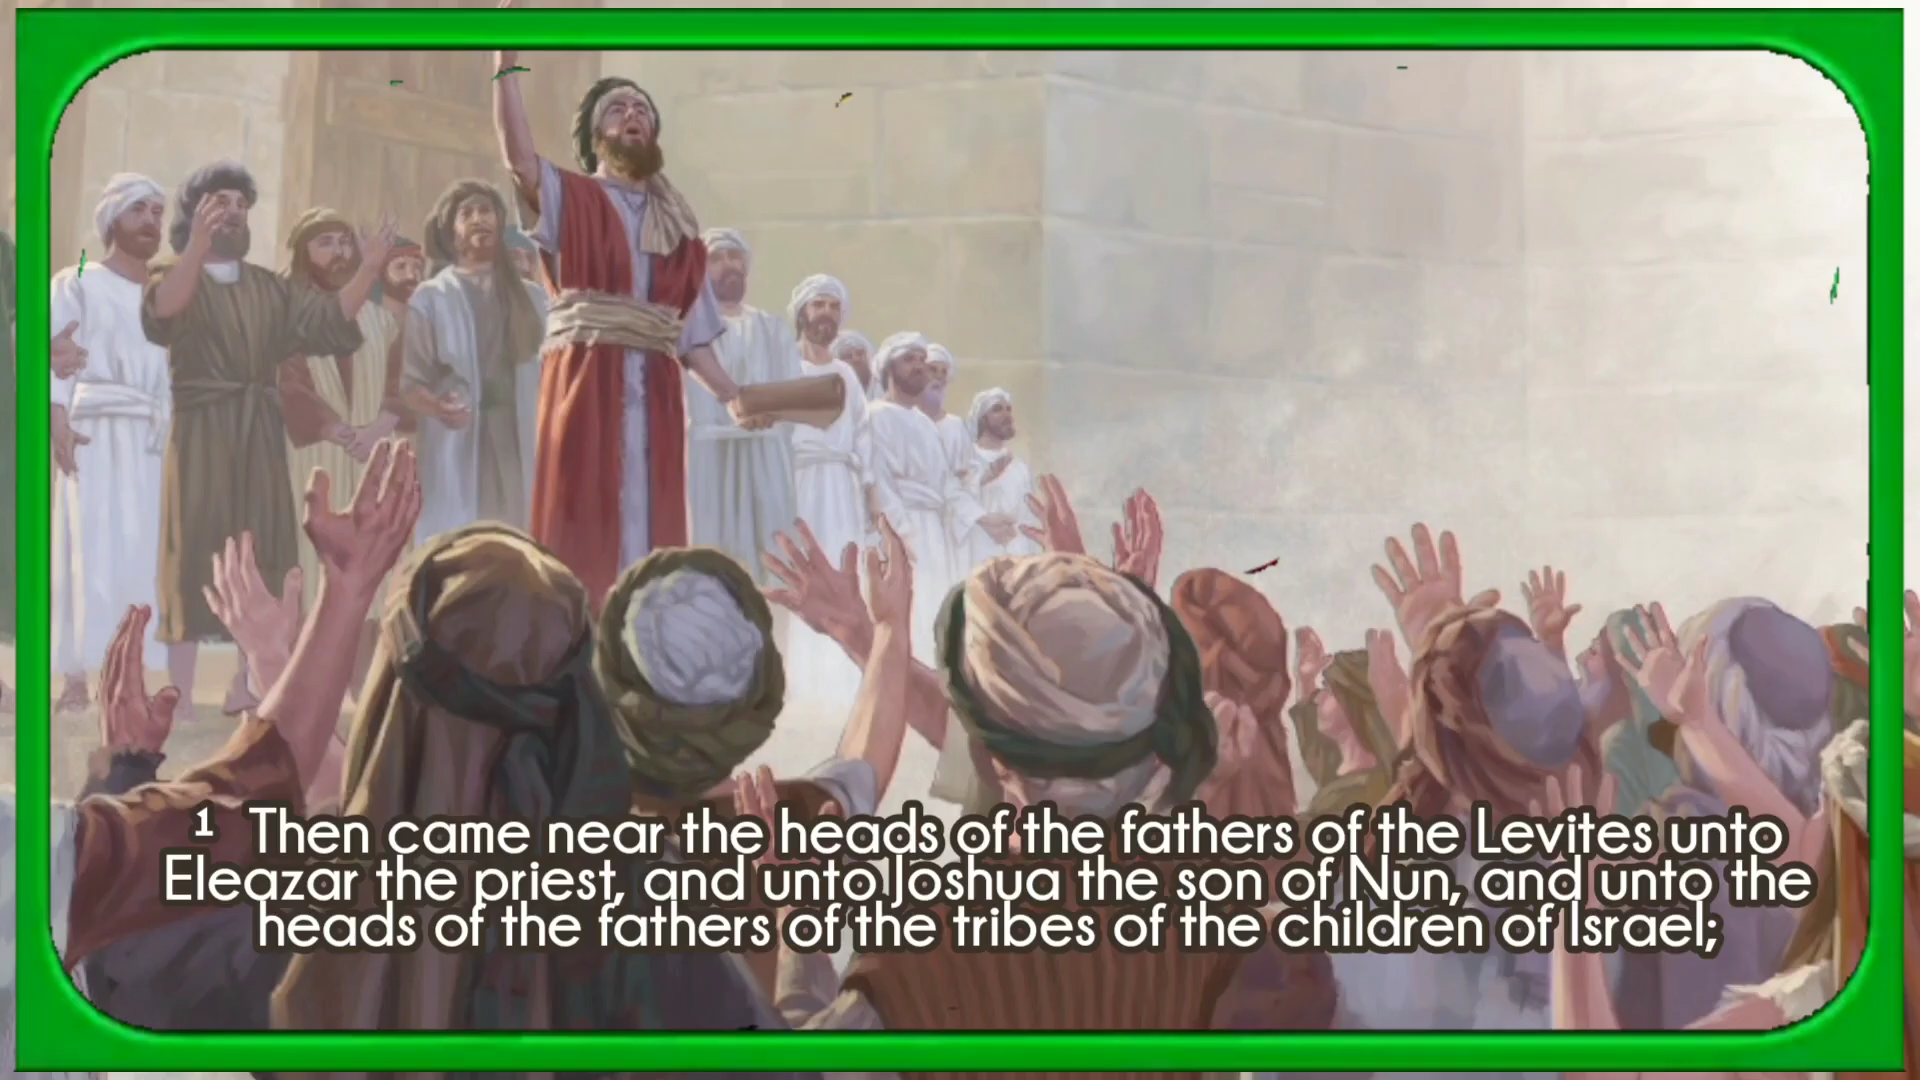 1 Then came near the heads of the fathers of the Levites unto
Eleazar the priest, and unto Joshua the son of Nun, and unto the
heads of the fathers of the tribes of the children of Israel;